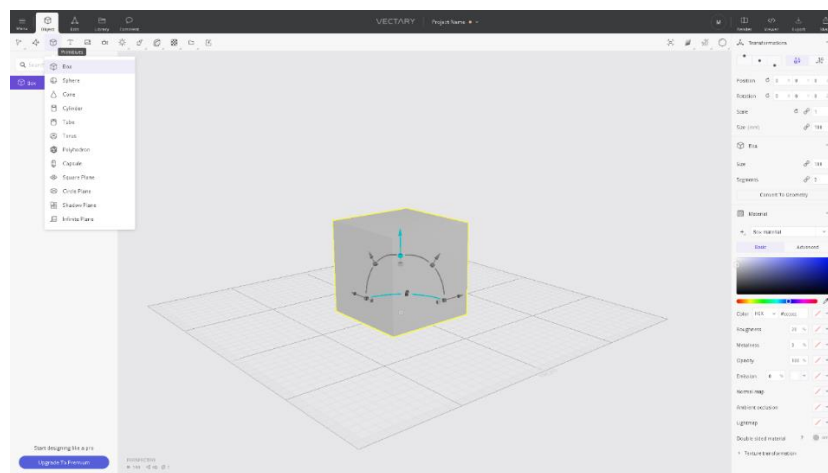 Menu
Object
Edit
Library
Comment
VECTARY
Project Name
M
Render
Viewer
Export
Primitives
Search
Box
Box
Sphere
Cone
Cylinder
Tube
Torus
Polyhedron
Capsule
Square Plane
Circle Plane
Shadow Plane
Infinite Plane
Start designing like a pro
Upgrade To Premium
PERSPECTIVE
Transformations
Position
Rotation
Scale
Size (mm)
Box
Size
Segments
Convert To Geometry
Material
Box material
Basic Advanced
Color HEX
Roughness
Metalness
Opacity 100 %
Emission
Normal map
Ambient occlusion
Lightmap
Double sided material ?
Texture transformation